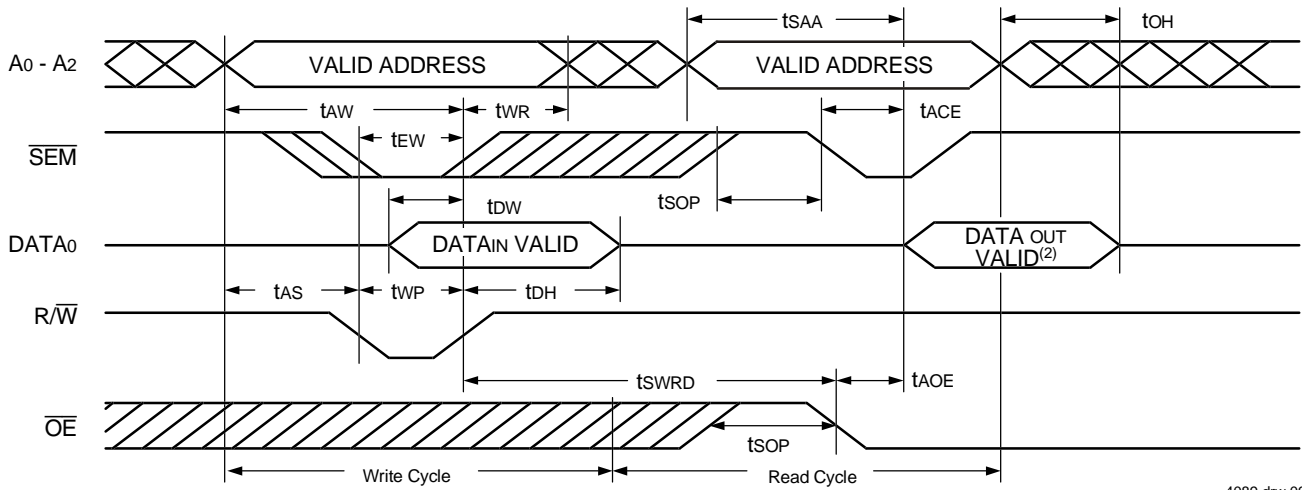 tSAA
tOH
A0 - A2
VALID ADDRESS
VALID ADDRESS
tAW
tWR
tACE
tEW
SEM
tSOP
tDW
DATA0
DATAIN VALID
DATA OUT
VALID(2)
tAS
tWP
tDH
R/W
tSWRD
tAOE
OE
tSOP
Write Cycle
Read Cycle